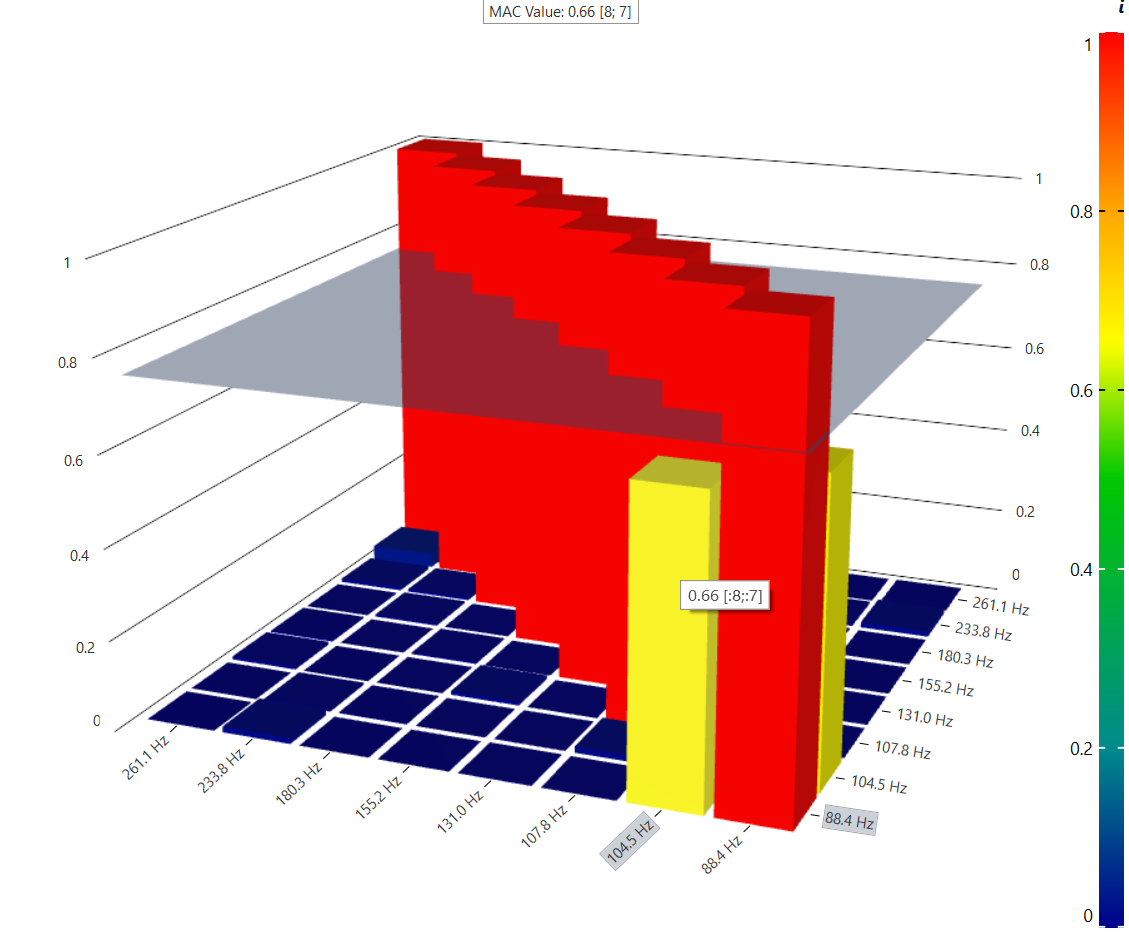 MAC Value: 0.66 [8; 7]
i
1
0.8
0.6
0.4
0.2
0
1
0.8
0.6
0.4
0.2
0
1
0.8
0.6
0.4
0.2
0
0.66 [:8;:7]
261.1 Hz
233.8 Hz
180.3 Hz
155.2 Hz
131.0 Hz
107.8 Hz
104.5 Hz
88.4 Hz
261.1 Hz
233.8 Hz
180.3 Hz
155.2 Hz
131.0 Hz
107.8 Hz
104.5 Hz
88.4 Hz